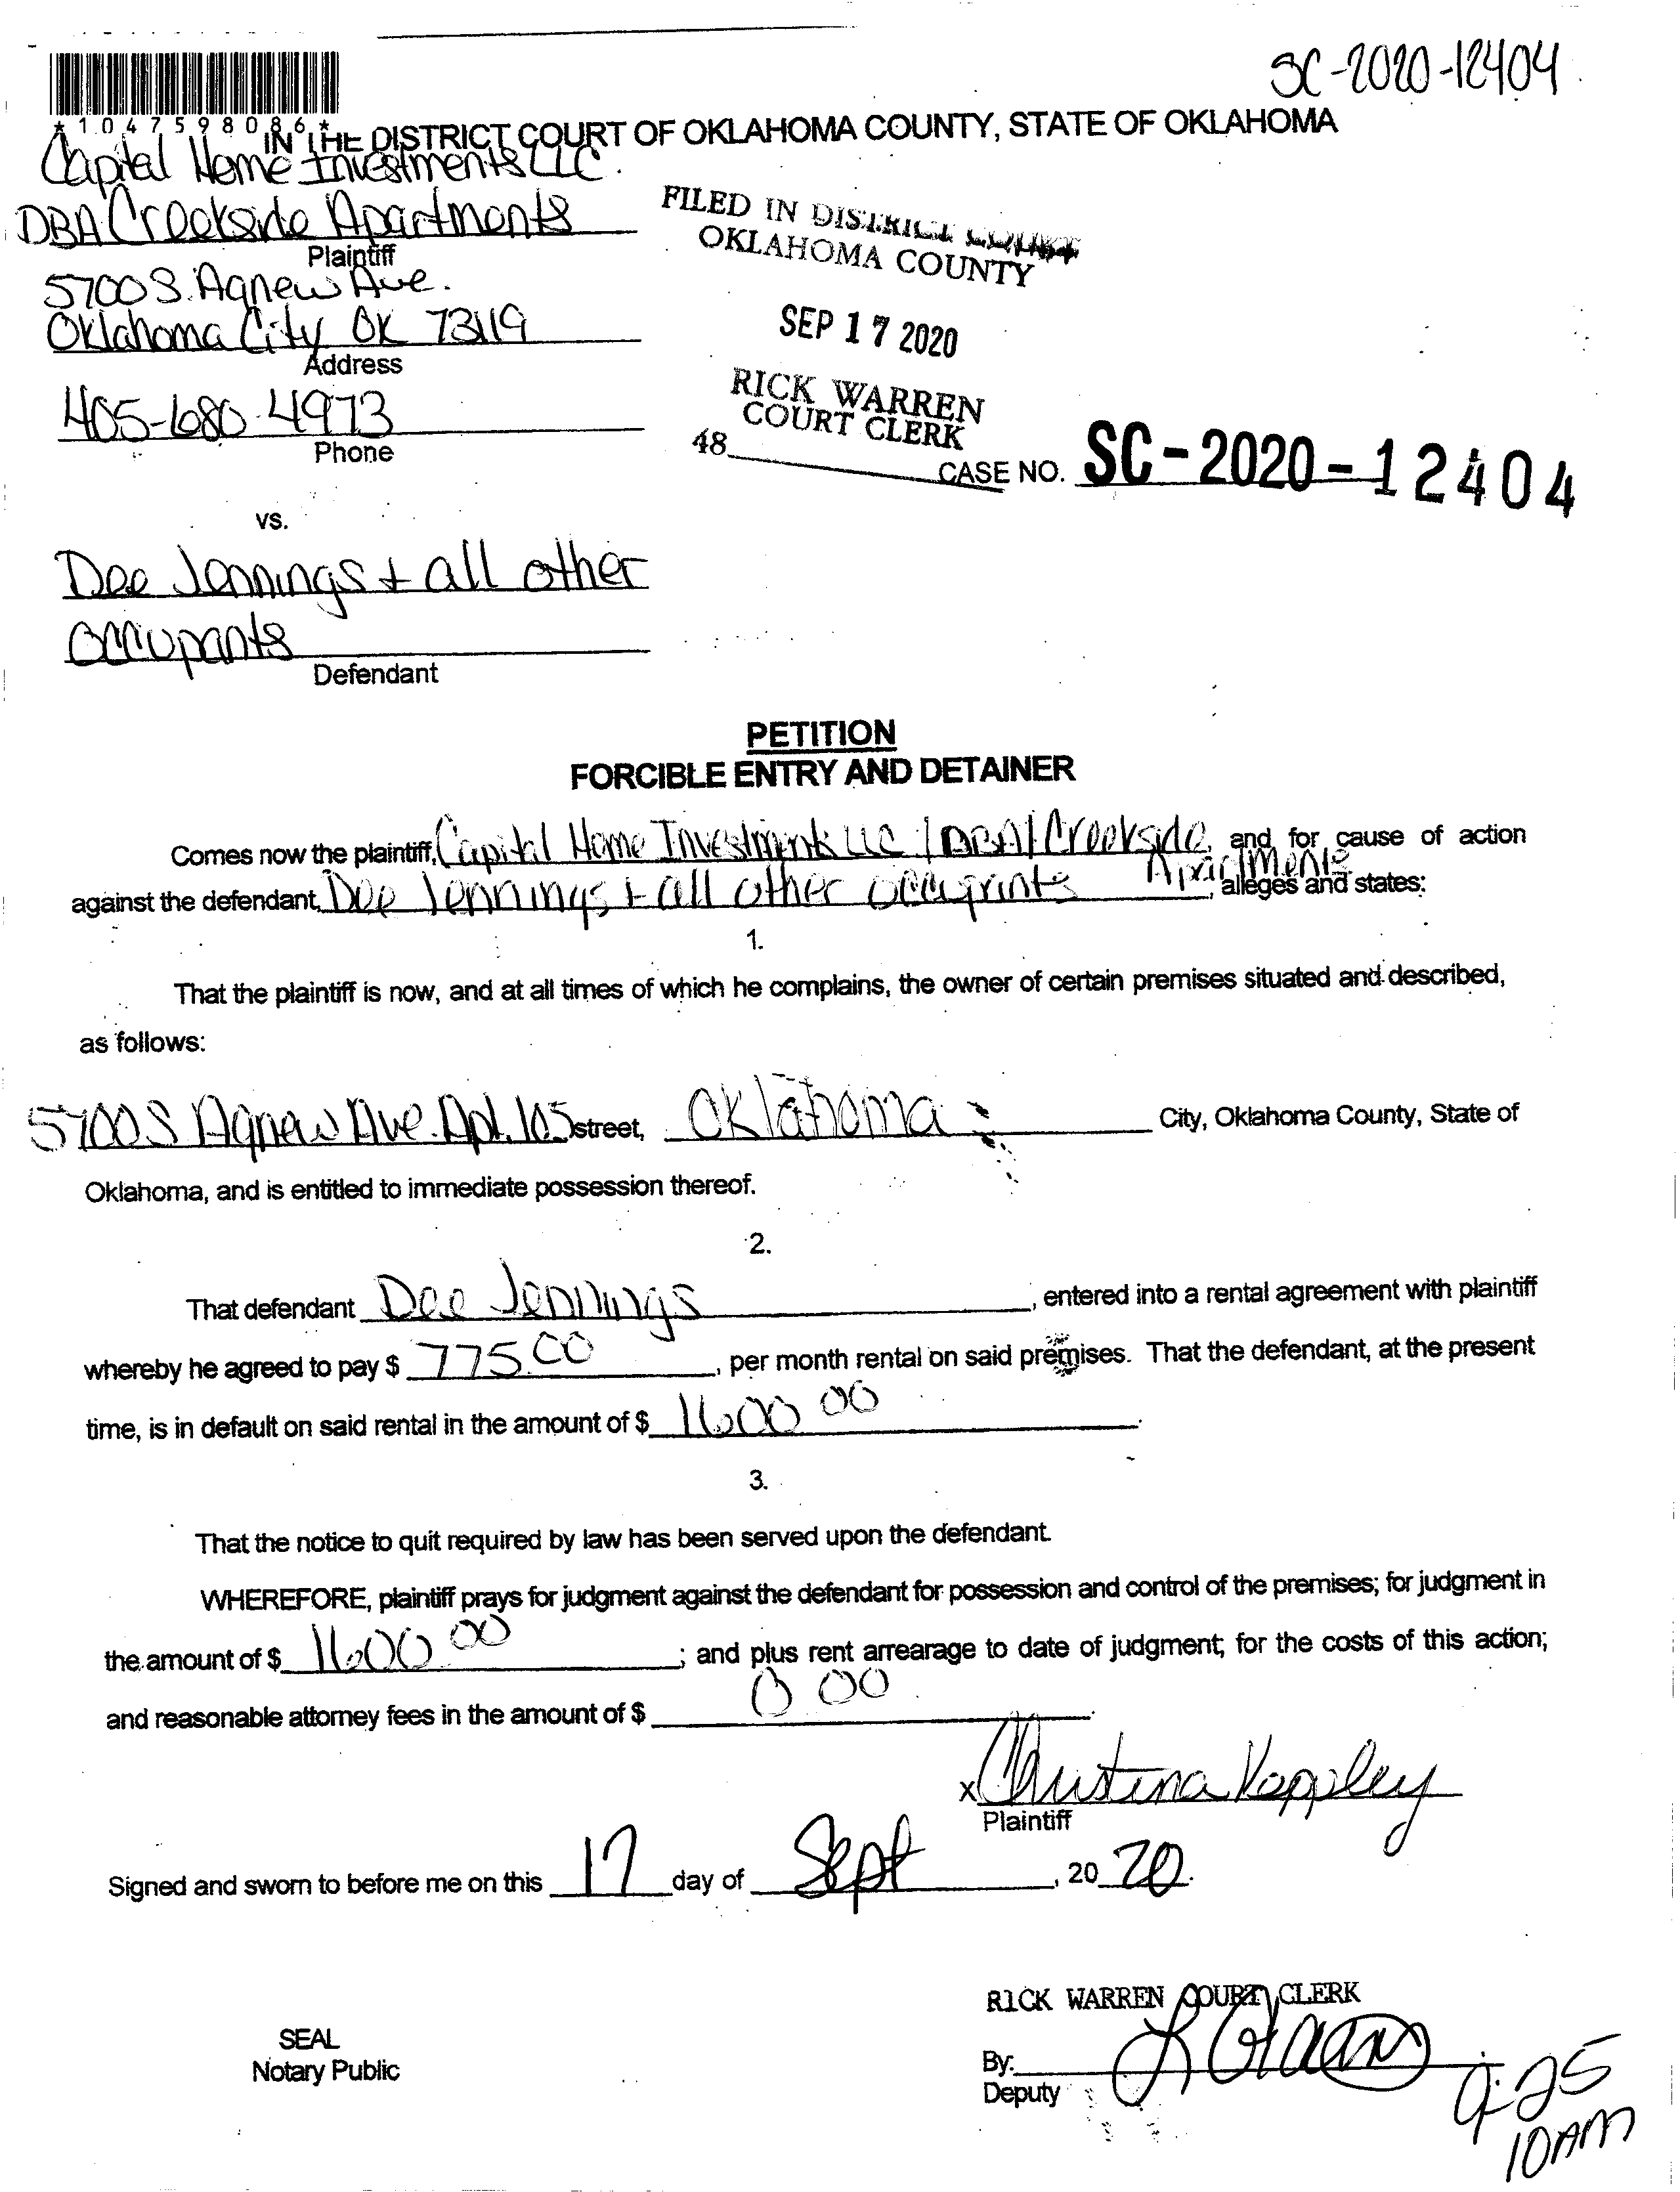 SC-2020-12404
*1047598086*
IN THE DISTRICT COURT OF OKLAHOMA COUNTY, STATE OF OKLAHOMA
Capital Home Investments LLC.
DBA Creekside Apartments
Plaintiff
5700 S. Agnew Ave.
Oklahoma City OK 73119
Address
405-680-4973
Phone
FILED IN DISTRICT COURT
OKLAHOMA COUNTY
SEP 17 2020
RICK WARREN
COURT CLERK
48
CASE NO. SC-2020-12404
vs.
Dee Jennings + all other
occupants
Defendant
PETITION
FORCIBLE ENTRY AND DETAINER
Comes now the plaintiff, Capital Home Investments LLC / DBA / Creekside Apartments, and for cause of action
against the defendant, Dee Jennings + all other occupants, alleges and states:
1.
That the plaintiff is now, and at all times of which he complains, the owner of certain premises situated and described,
as follows:
5700 S Agnew Ave. Apt. 105 street, Oklahoma City, Oklahoma County, State of
Oklahoma, and is entitled to immediate possession thereof.
2.
That defendant Dee Jennings, entered into a rental agreement with plaintiff
whereby he agreed to pay $ 775.00, per month rental on said premises. That the defendant, at the present
time, is in default on said rental in the amount of $ 1600 00.
3.
That the notice to quit required by law has been served upon the defendant.
WHEREFORE, plaintiff prays for judgment against the defendant for possession and control of the premises; for judgment in
the amount of $ 1600 00; and plus rent arrearage to date of judgment; for the costs of this action;
and reasonable attorney fees in the amount of $ 0 00.
x Christina
Plaintiff
Signed and sworn to before me on this 17 day of Sept, 20 20.
RICK WARREN COURT CLERK
SEAL
Notary Public
By:
Deputy
9-25
10AM